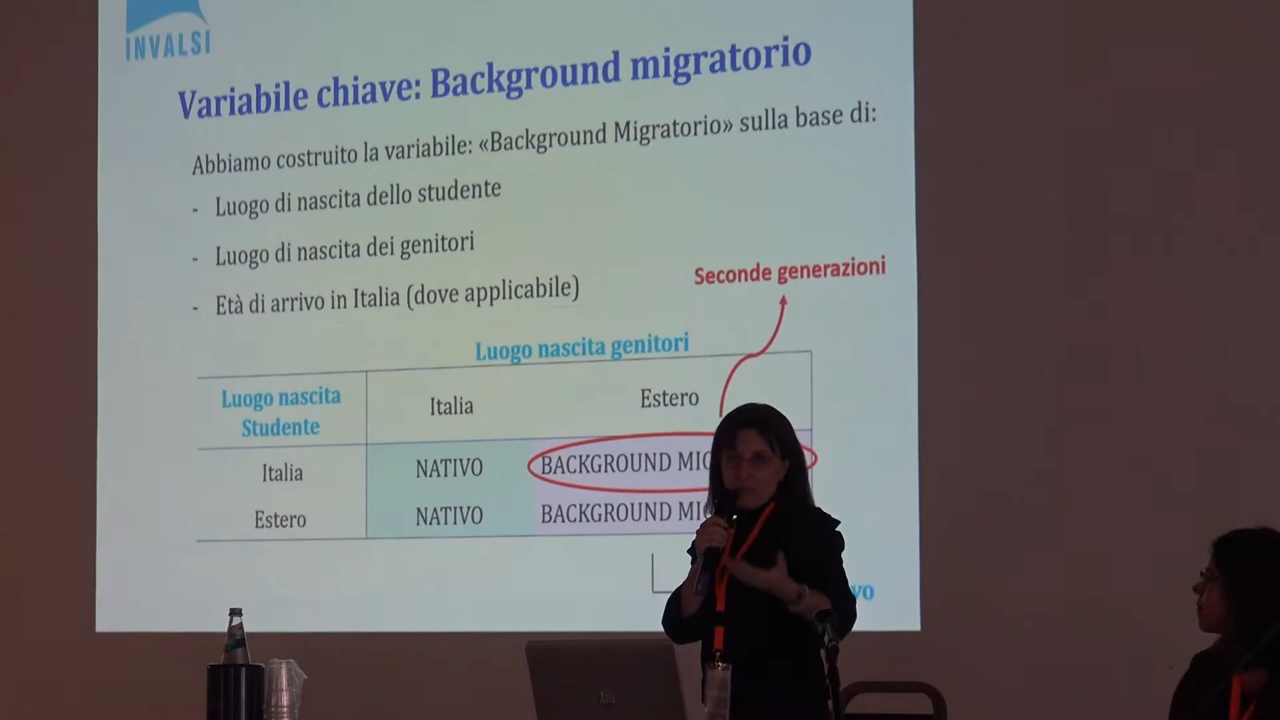 INVALSI
Variabile chiave: Background migratorio
Abbiamo costruito la variabile: «Background Migratorio» sulla base di:
- Luogo di nascita dello studente
- Luogo di nascita dei genitori
- Età di arrivo in Italia (dove applicabile)
Seconde generazioni
Luogo nascita genitori
Luogo nascita
Studente
Italia
Estero
Italia
NATIVO
BACKGROUND
Estero
NATIVO
BACKGROUND